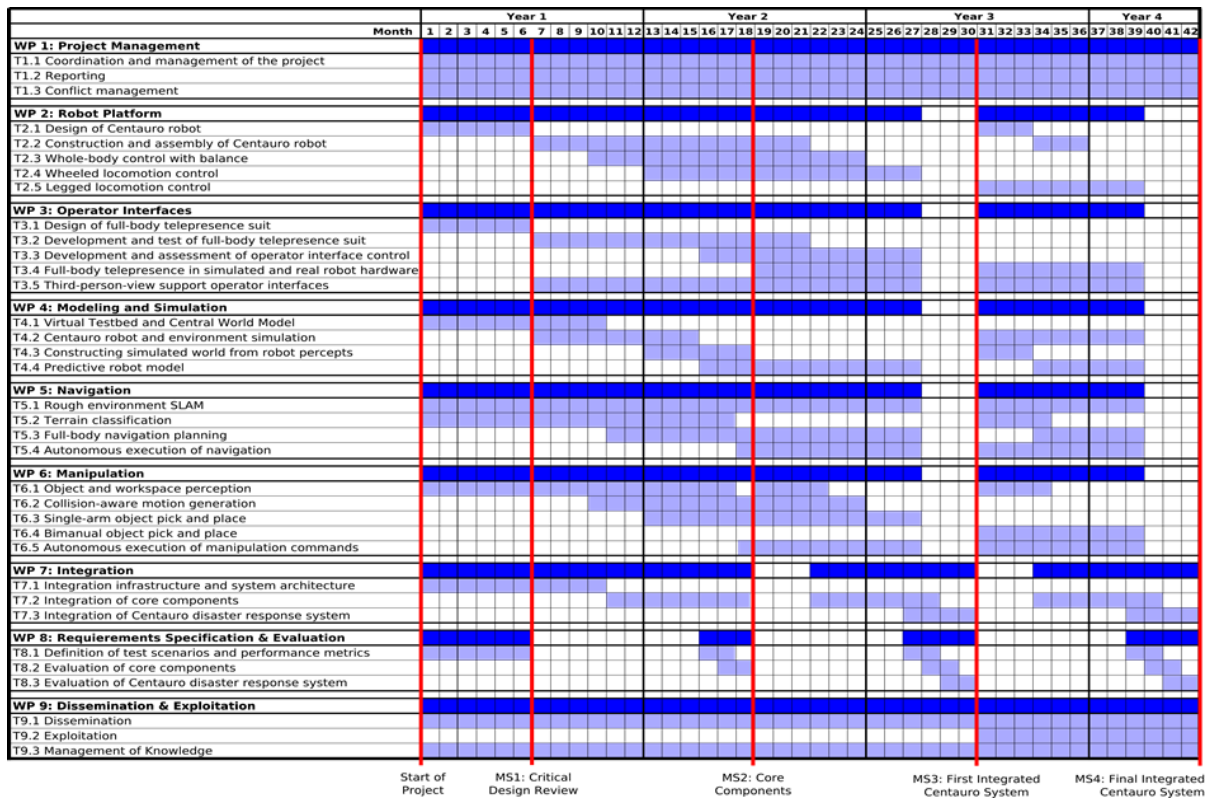 Year 1 Year 2 Year 3 Year 4
Month 1 2 3 4 5 6 7 8 9 10 11 12 13 14 15 16 17 18 19 20 21 22 23 24 25 26 27 28 29 30 31 32 33 34 35 36 37 38 39 40 41 42
WP 1: Project Management
T1.1 Coordination and management of the project
T1.2 Reporting
T1.3 Conflict management
WP 2: Robot Platform
T2.1 Design of Centauro robot
T2.2 Construction and assembly of Centauro robot
T2.3 Whole-body control with balance
T2.4 Wheeled locomotion control
T2.5 Legged locomotion control
WP 3: Operator Interfaces
T3.1 Design of full-body telepresence suit
T3.2 Development and test of full-body telepresence suit
T3.3 Development and assessment of operator interface control
T3.4 Full-body telepresence in simulated and real robot hardware
T3.5 Third-person-view support operator interfaces
WP 4: Modeling and Simulation
T4.1 Virtual Testbed and Central World Model
T4.2 Centauro robot and environment simulation
T4.3 Constructing simulated world from robot percepts
T4.4 Predictive robot model
WP 5: Navigation
T5.1 Rough environment SLAM
T5.2 Terrain classification
T5.3 Full-body navigation planning
T5.4 Autonomous execution of navigation
WP 6: Manipulation
T6.1 Object and workspace perception
T6.2 Collision-aware motion generation
T6.3 Single-arm object pick and place
T6.4 Bimanual object pick and place
T6.5 Autonomous execution of manipulation commands
WP 7: Integration
T7.1 Integration infrastructure and system architecture
T7.2 Integration of core components
T7.3 Integration of Centauro disaster response system
WP 8: Requierements Specification & Evaluation
T8.1 Definition of test scenarios and performance metrics
T8.2 Evaluation of core components
T8.3 Evaluation of Centauro disaster response system
WP 9: Dissemination & Exploitation
T9.1 Dissemination
T9.2 Exploitation
T9.3 Management of Knowledge
Start of Project
MS1: Critical Design Review
MS2: Core Components
MS3: First Integrated Centauro System
MS4: Final Integrated Centauro System